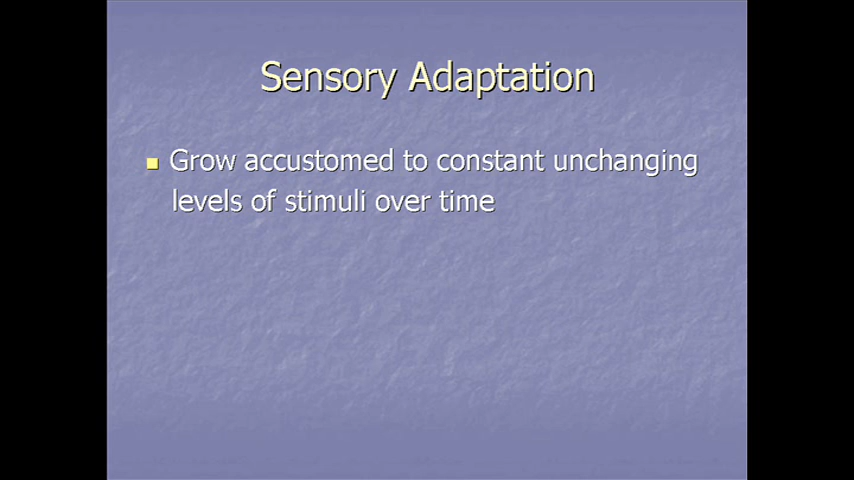 Sensory Adaptation
Grow accustomed to constant unchanging
levels of stimuli over time